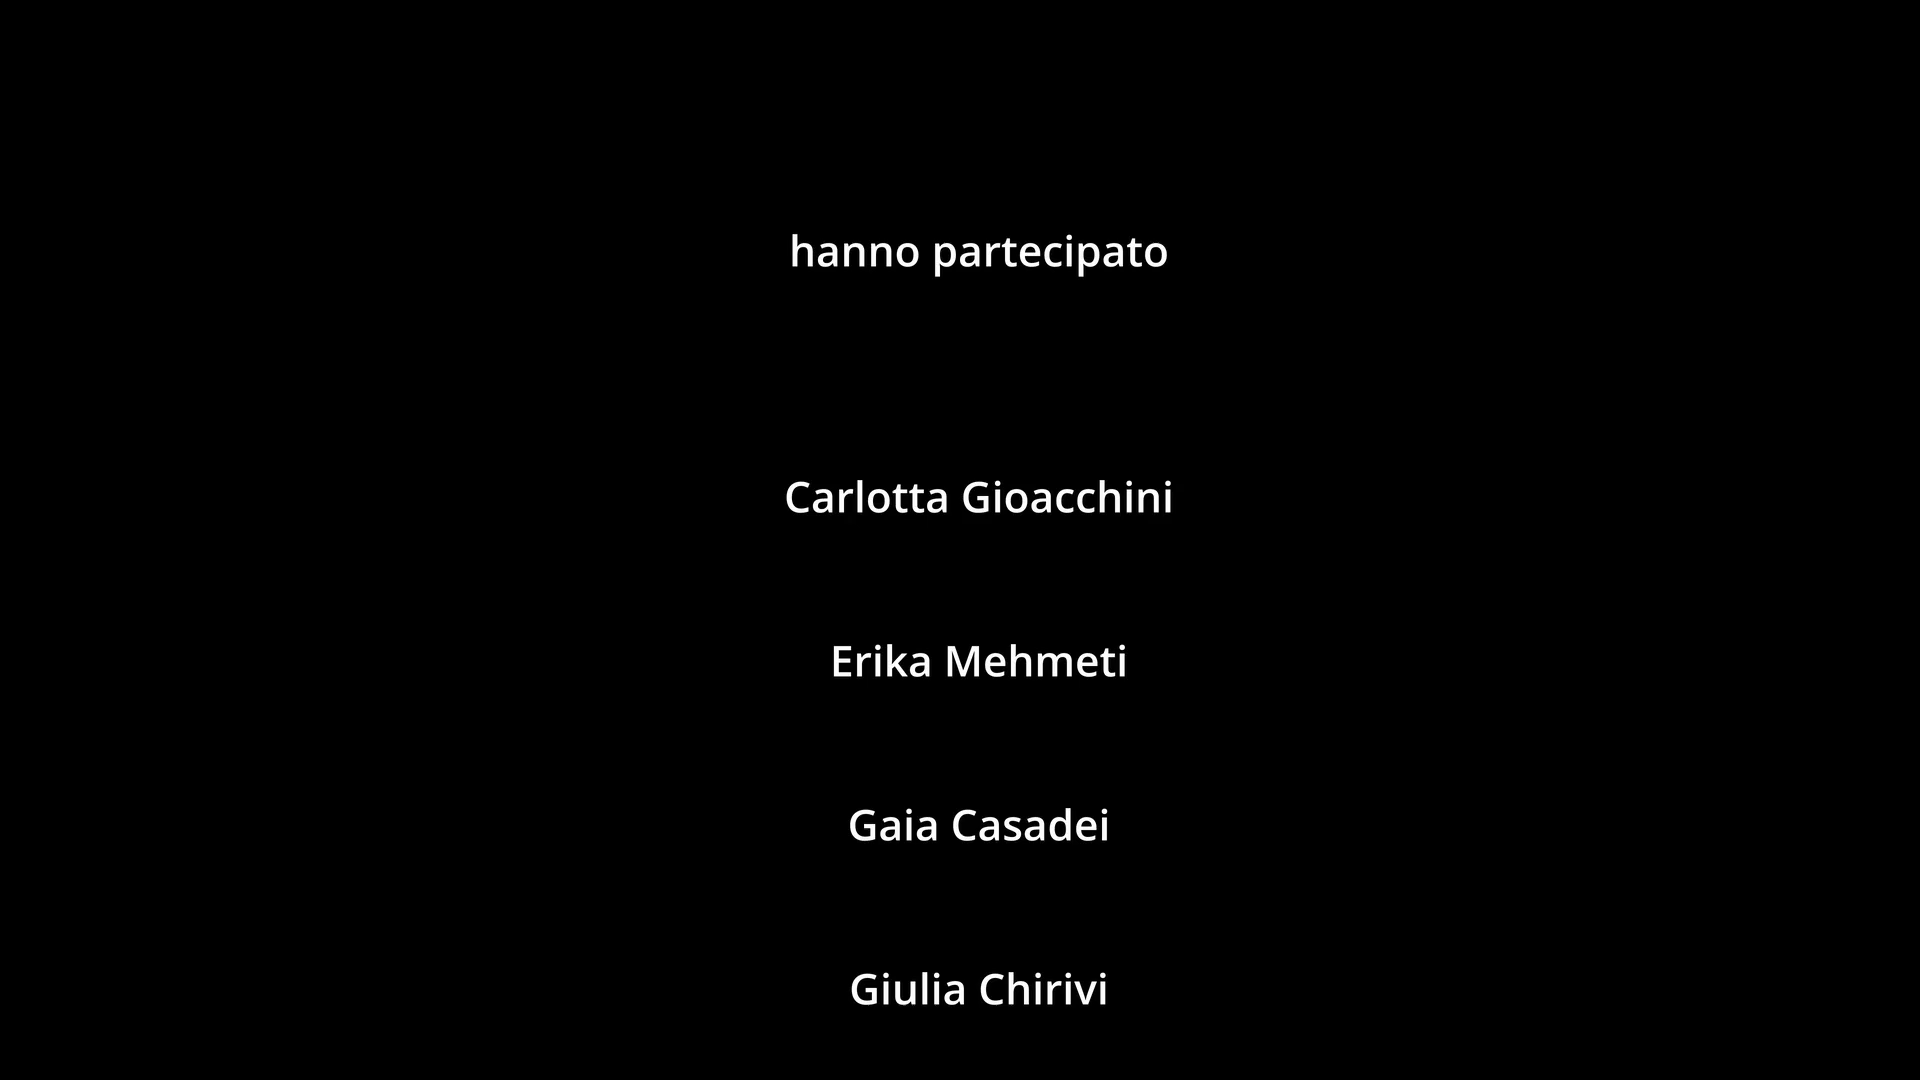 hanno partecipato
Carlotta Gioacchini
Erika Mehmeti
Gaia Casadei
Giulia Chirivi